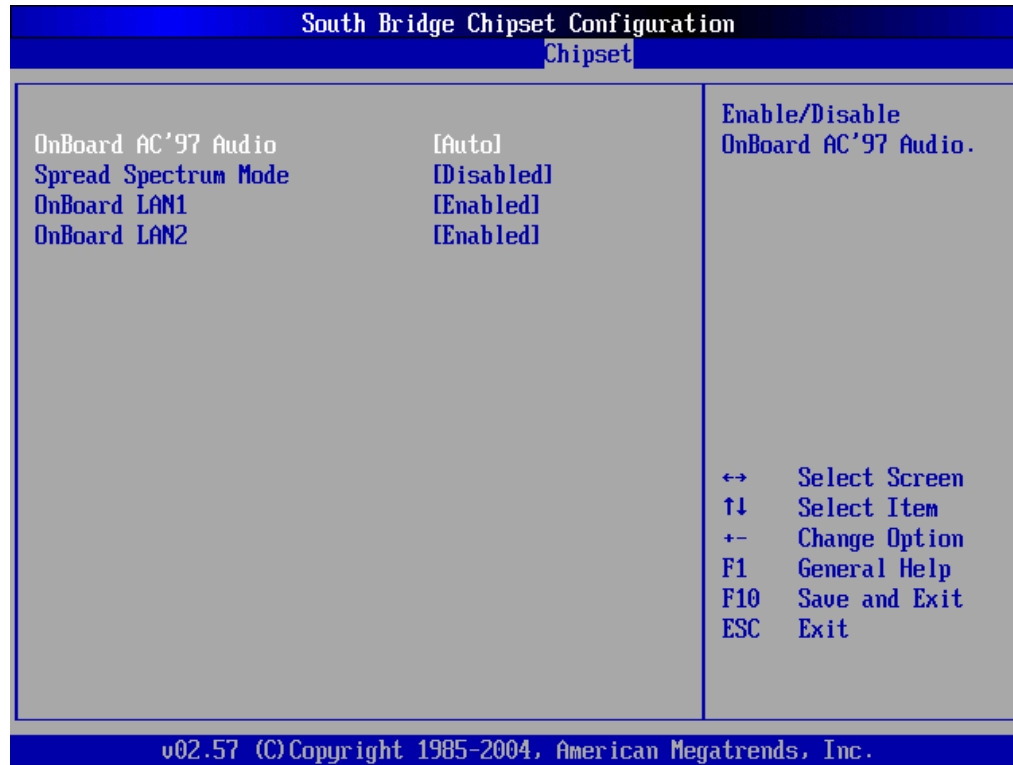 South Bridge Chipset Configuration
Chipset
OnBoard AC'97 Audio [Auto]
Spread Spectrum Mode [Disabled]
OnBoard LAN1 [Enabled]
OnBoard LAN2 [Enabled]
Enable/Disable
OnBoard AC'97 Audio.
←→ Select Screen
↑↓ Select Item
+- Change Option
F1 General Help
F10 Save and Exit
ESC Exit
v02.57 (C)Copyright 1985-2004, American Megatrends, Inc.